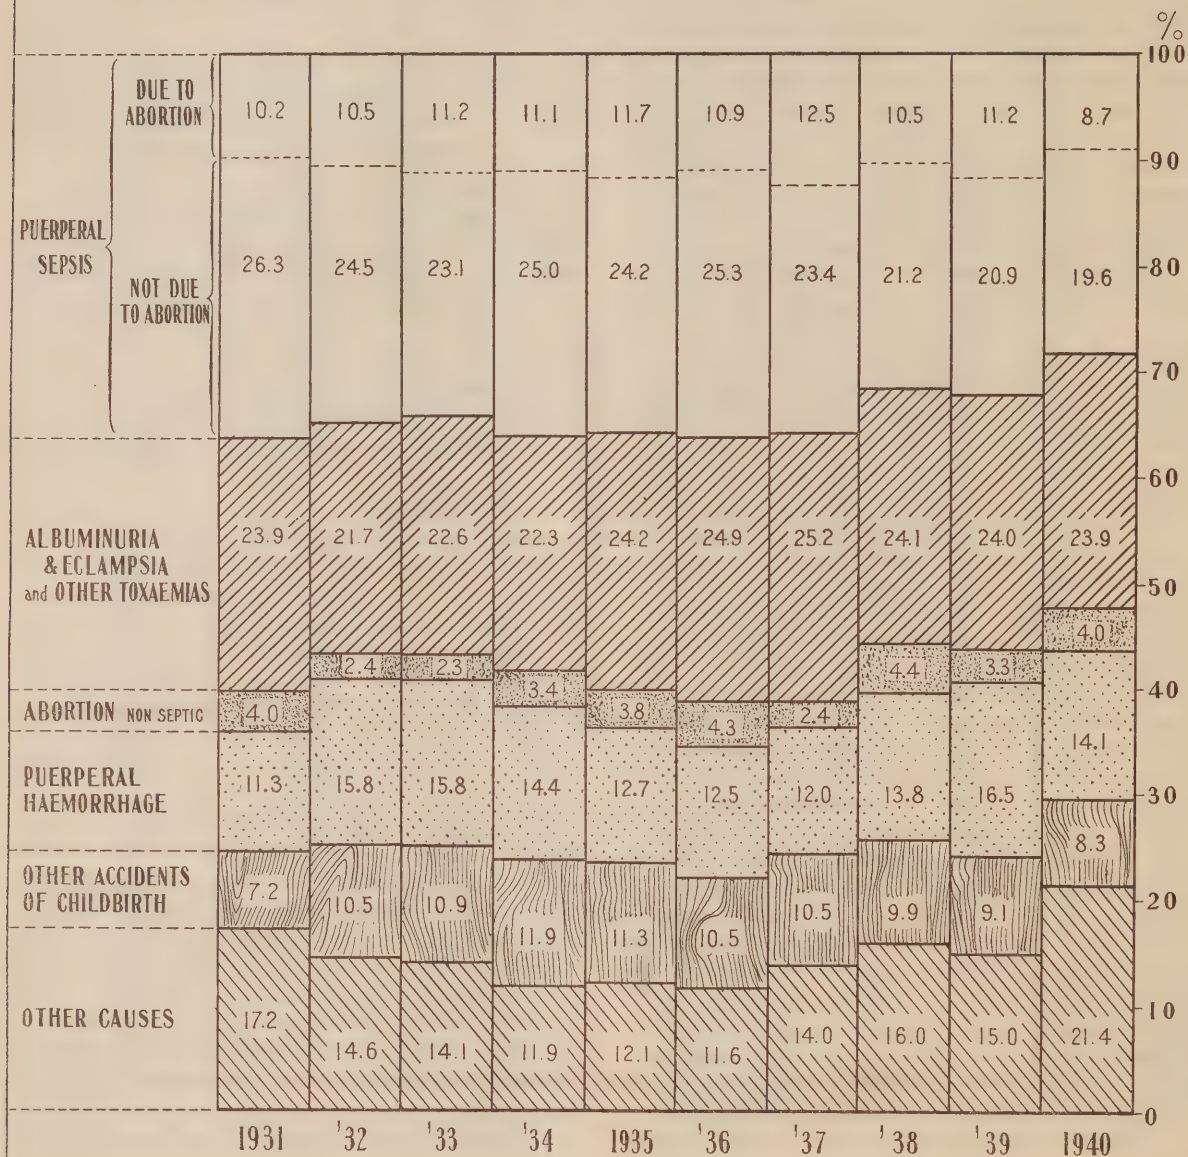 %
100
DUE TO
ABORTION
10.2 10.5 11.2 11.1 11.7 10.9 12.5 10.5 11.2 8.7
90
PUERPERAL
SEPSIS
26.3 24.5 23.1 25.0 24.2 25.3 23.4 21.2 20.9 19.6
80
NOT DUE
TO ABORTION
70
60
ALBUMINURIA
& ECLAMPSIA
and OTHER TOXAEMIAS
23.9 21.7 22.6 22.3 24.2 24.9 25.2 24.1 24.0 23.9
50
40
ABORTION NON SEPTIC
4.0 2.4 2.3 3.4 3.8 4.3 2.4 4.4 3.3 4.0
PUERPERAL
HAEMORRHAGE
11.3 15.8 15.8 14.4 12.7 12.5 12.0 13.8 16.5 14.1
30
OTHER ACCIDENTS
OF CHILDBIRTH
7.2 10.5 10.9 11.9 11.3 10.5 10.5 9.9 9.1 8.3
20
OTHER CAUSES
17.2 14.6 14.1 11.9 12.1 11.6 14.0 16.0 15.0 21.4
10
0
1931 '32 '33 '34 1935 '36 '37 '38 '39 1940